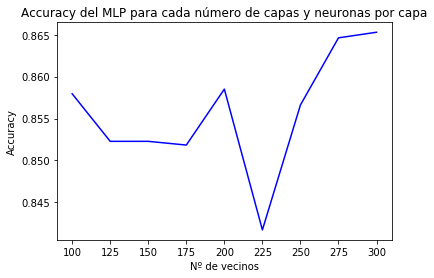 Accuracy del MLP para cada número de capas y neuronas por capa
0.865
0.860
0.855
0.850
0.845
Accuracy
100 125 150 175 200 225 250 275 300
Nº de vecinos